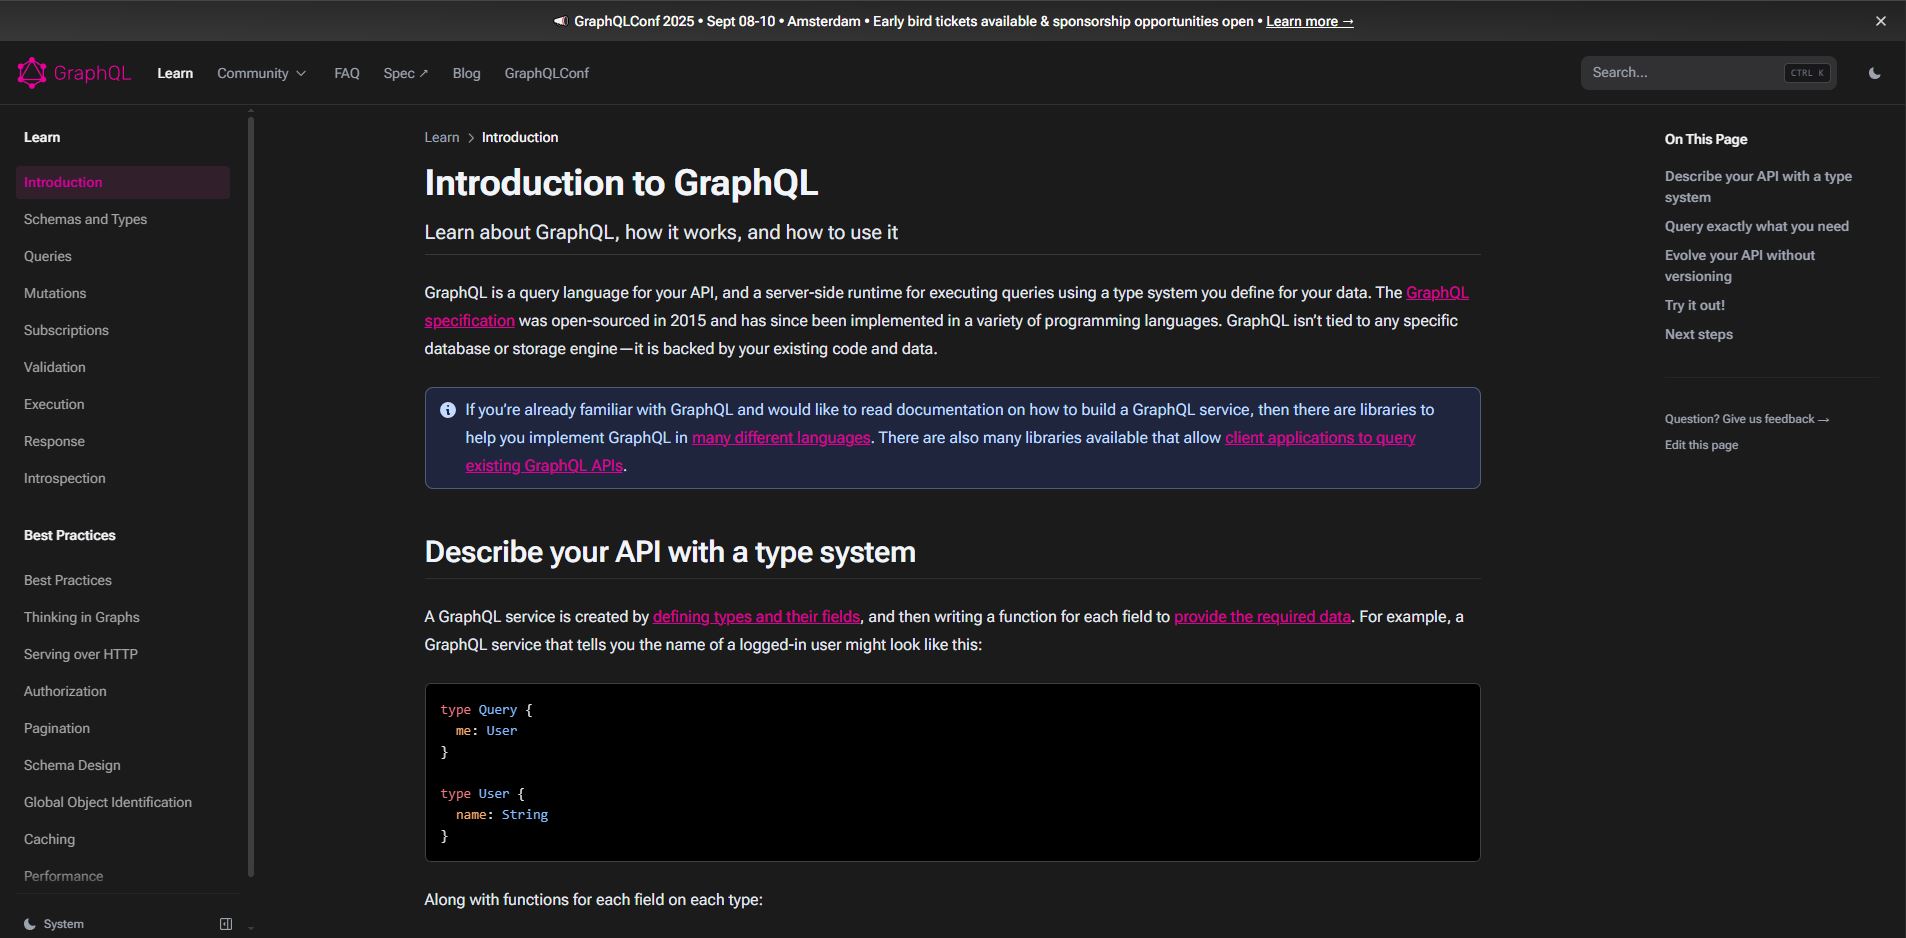 GraphQLConf 2025 • Sept 08-10 • Amsterdam • Early bird tickets available & sponsorship opportunities open • Learn more →
GraphQL
Learn
Community
FAQ
Spec ↗
Blog
GraphQLConf
Search...
CTRL K
Learn
Introduction
Schemas and Types
Queries
Mutations
Subscriptions
Validation
Execution
Response
Introspection
Best Practices
Best Practices
Thinking in Graphs
Serving over HTTP
Authorization
Pagination
Schema Design
Global Object Identification
Caching
Performance
System
Learn > Introduction
Introduction to GraphQL
Learn about GraphQL, how it works, and how to use it
GraphQL is a query language for your API, and a server-side runtime for executing queries using a type system you define for your data. The GraphQL
specification was open-sourced in 2015 and has since been implemented in a variety of programming languages. GraphQL isn’t tied to any specific
database or storage engine—it is backed by your existing code and data.
If you’re already familiar with GraphQL and would like to read documentation on how to build a GraphQL service, then there are libraries to
help you implement GraphQL in many different languages. There are also many libraries available that allow client applications to query
existing GraphQL APIs.
Describe your API with a type system
A GraphQL service is created by defining types and their fields, and then writing a function for each field to provide the required data. For example, a
GraphQL service that tells you the name of a logged-in user might look like this:
type Query {
  me: User
}
type User {
  name: String
}
Along with functions for each field on each type:
On This Page
Describe your API with a type
system
Query exactly what you need
Evolve your API without
versioning
Try it out!
Next steps
Question? Give us feedback →
Edit this page